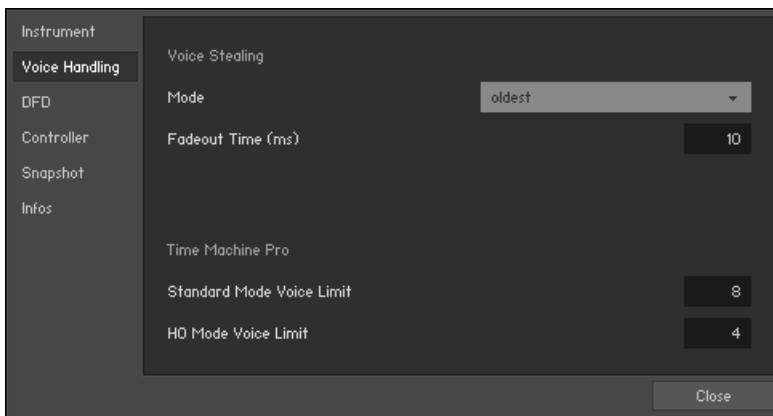 Instrument
Voice Handling
DFD
Controller
Snapshot
Infos
Voice Stealing
Mode oldest
Fadeout Time (ms) 10
Time Machine Pro
Standard Mode Voice Limit 8
HQ Mode Voice Limit 4
Close